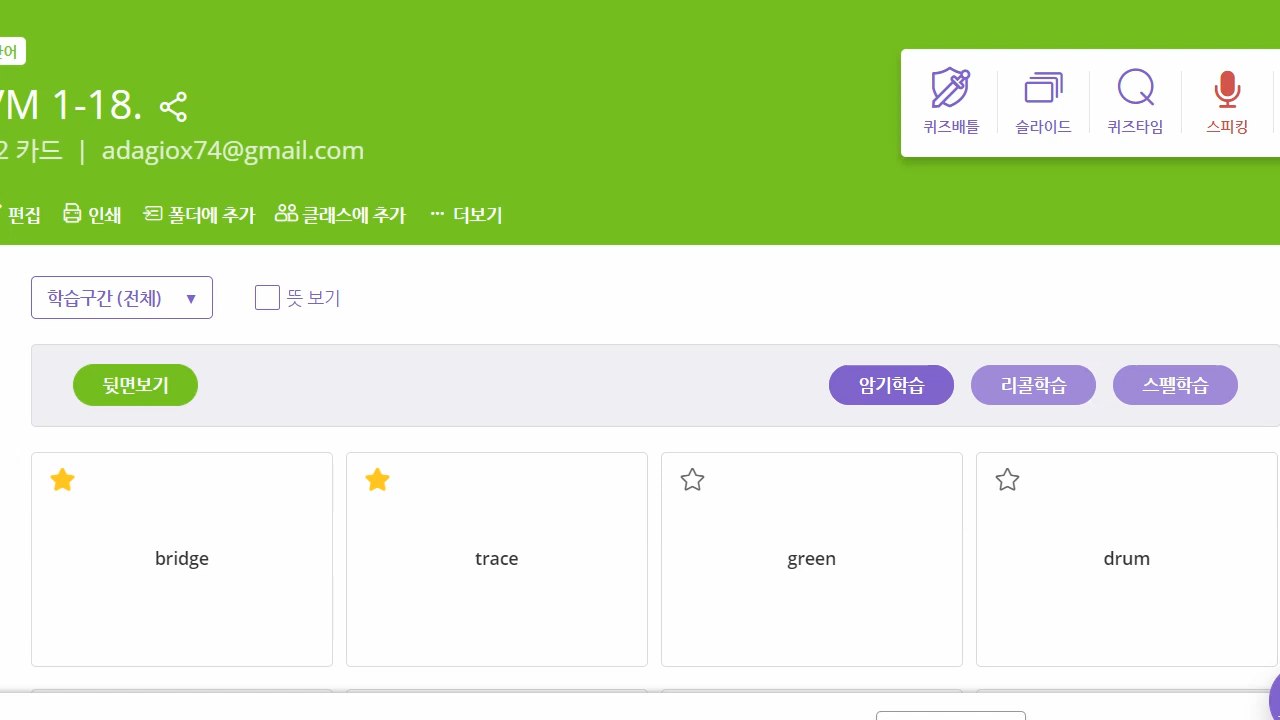 VM 1-18.
2 카드 | adagiox74@gmail.com
편집 인쇄 폴더에 추가 클래스에 추가 ··· 더보기
퀴즈배틀 슬라이드 퀴즈타임 스피킹
학습구간 (전체) ▼ 뜻 보기
뒷면보기 암기학습 리콜학습 스펠학습
bridge trace green drum